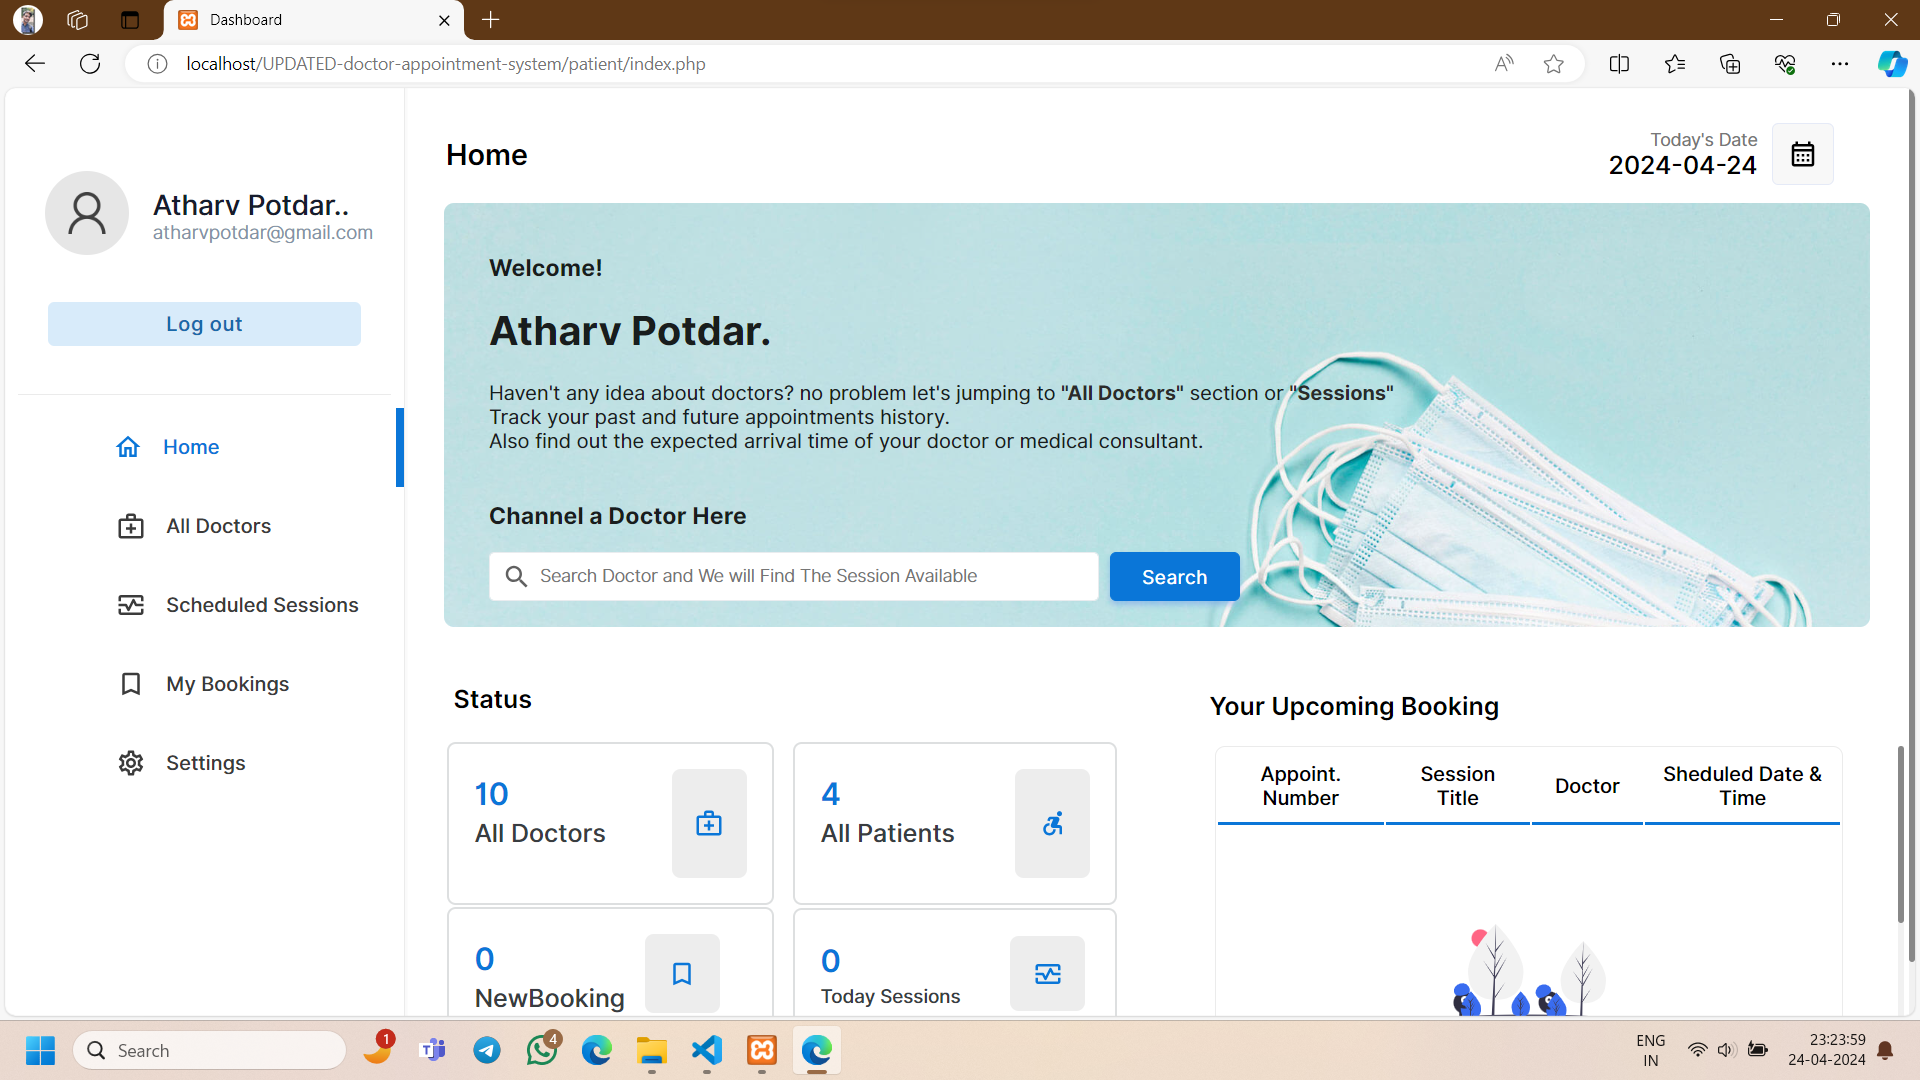 Dashboard
localhost/UPDATED-doctor-appointment-system/patient/index.php
Atharv Potdar..
atharvpotdar@gmail.com
Log out
Home
All Doctors
Scheduled Sessions
My Bookings
Settings
Home
Today's Date
2024-04-24
Welcome!
Atharv Potdar.
Haven't any idea about doctors? no problem let's jumping to "All Doctors" section or "Sessions"
Track your past and future appointments history.
Also find out the expected arrival time of your doctor or medical consultant.
Channel a Doctor Here
Search Doctor and We will Find The Session Available
Search
Status
10
All Doctors
4
All Patients
0
NewBooking
0
Today Sessions
Your Upcoming Booking
Appoint.
Number
Session
Title
Doctor
Sheduled Date &
Time
Search
1
4
ENG
IN
23:23:59
24-04-2024